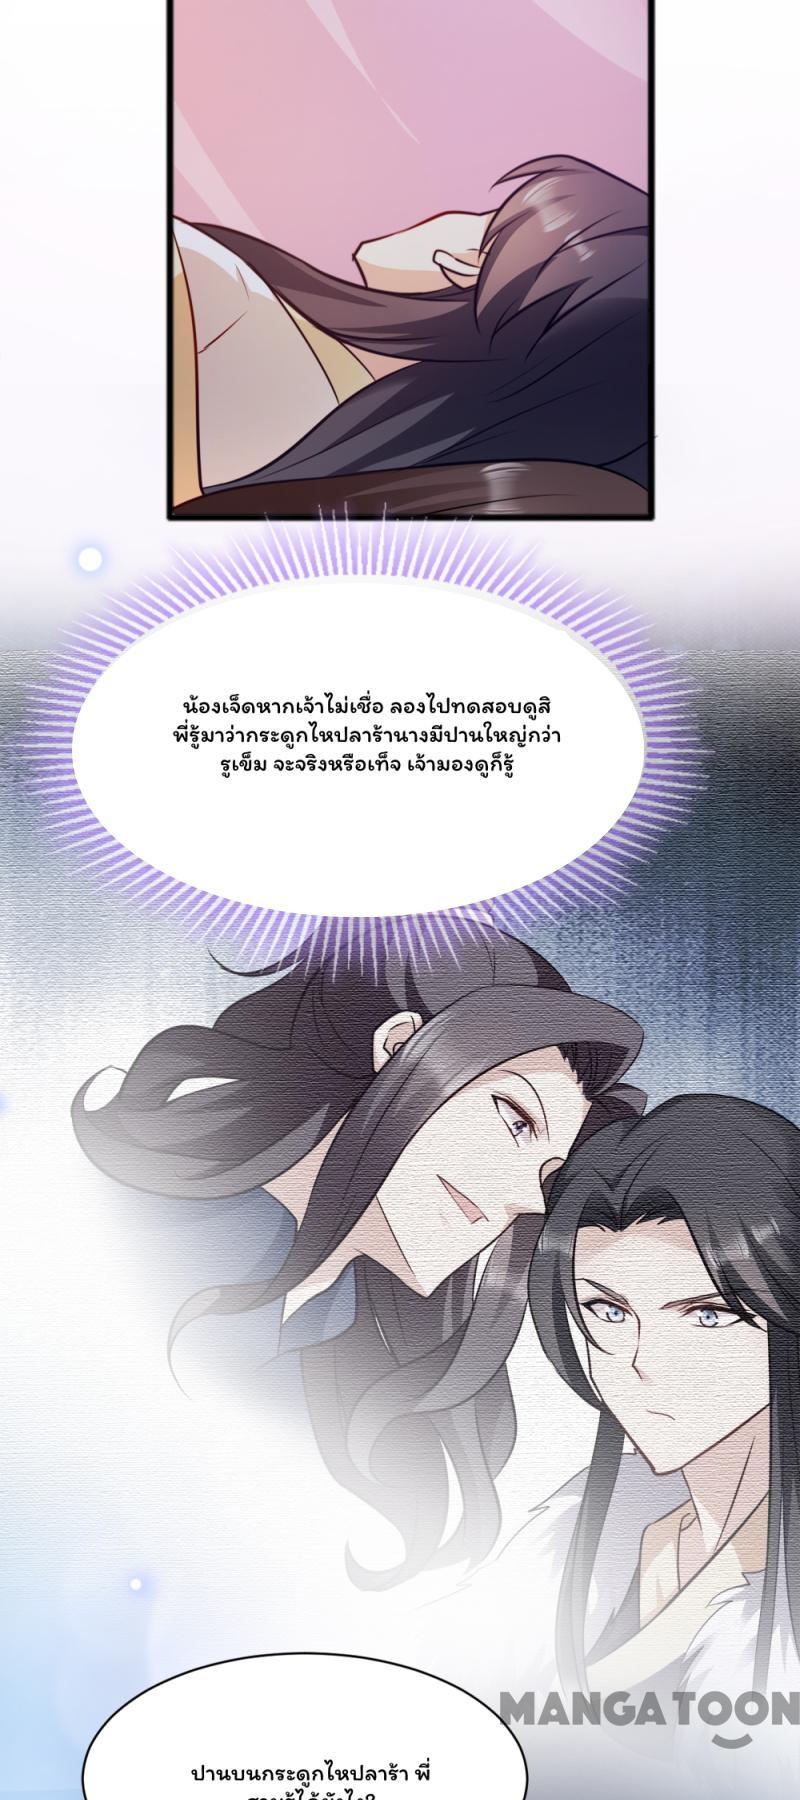 น้องเจ็ดหากเจ้าไม่เชื่อ ลองไปทดสอบดูสิ
พี่รู้มาว่ากระดูกไหปลาร้านางมีปานใหญ่กว่า
รูเข็ม จะจริงหรือเท็จ เจ้ามองดูก็รู้
MANGATOON
ปานบนกระดูกไหปลาร้า พี่